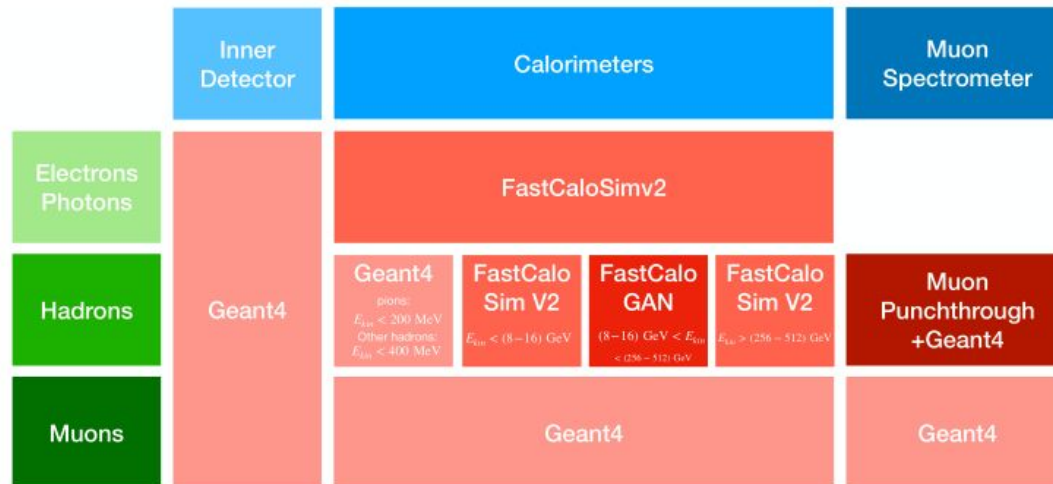 Inner
Detector
Calorimeters
Muon
Spectrometer
Electrons
Photons
FastCaloSimv2
Hadrons
Geant4
Geant4
pions:
E_kin < 200 MeV
Other hadrons:
E_kin < 400 MeV
FastCalo
Sim V2
E_kin < (8−16) GeV
FastCalo
GAN
(8−16) GeV < E_kin
< (256 − 512) GeV
FastCalo
Sim V2
E_kin > (256 − 512) GeV
Muon
Punchthrough
+Geant4
Muons
Geant4
Geant4